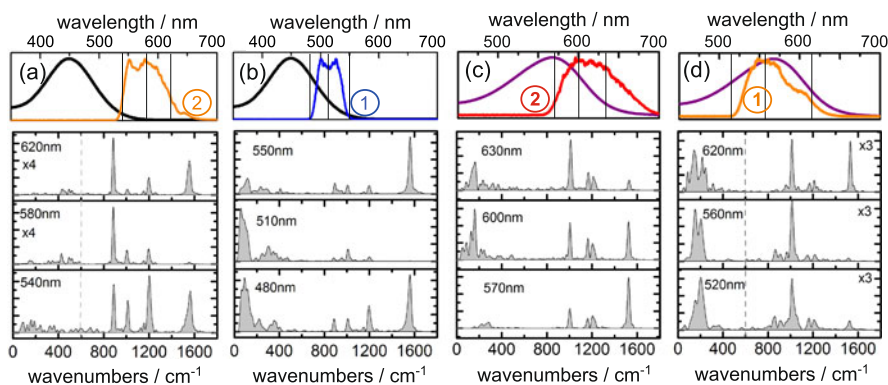 wavelength / nm
wavelength / nm
wavelength / nm
wavelength / nm
400 500 600 700
400 500 600 700
500 600 700
500 600 700
(a)
2
(b)
1
(c)
2
(d)
1
620nm
x4
580nm
x4
540nm
550nm
510nm
480nm
630nm
600nm
570nm
620nm
x3
560nm
x3
520nm
x3
0 400 800 1200 1600
0 400 800 1200 1600
0 400 800 1200 1600
0 400 800 1200 1600
wavenumbers / cm⁻¹
wavenumbers / cm⁻¹
wavenumbers / cm⁻¹
wavenumbers / cm⁻¹